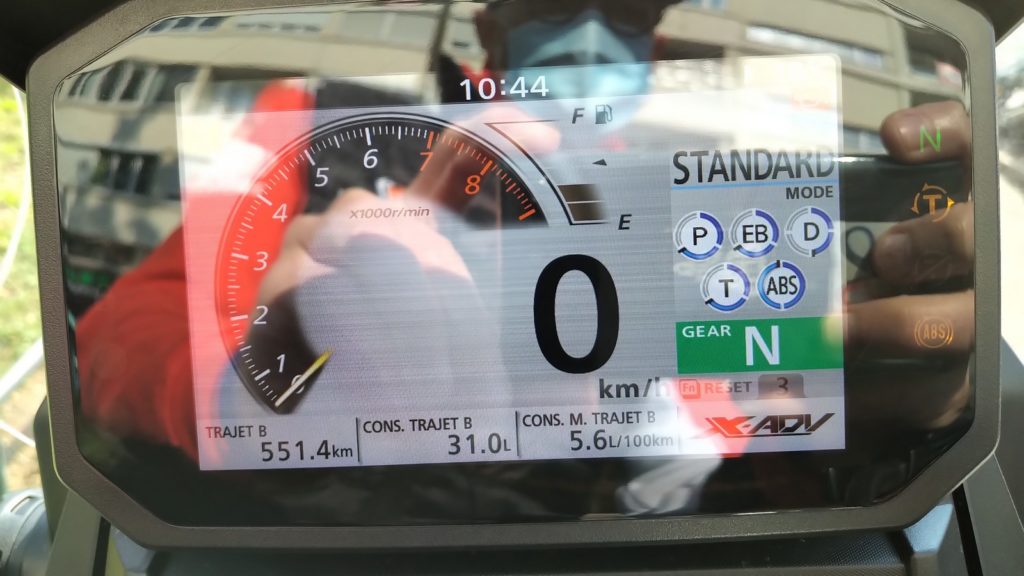 10:44
F
E
8
7
6
5
4
3
2
1
0
x1000r/min
0
km/h
STANDARD
MODE
P EB D
T ABS
GEAR N
Fn RESET 3
TRAJET B
551.4km
CONS. TRAJET B
31.0L
CONS. M. TRAJET B
5.6L/100km
X-ADV
N
T
ABS